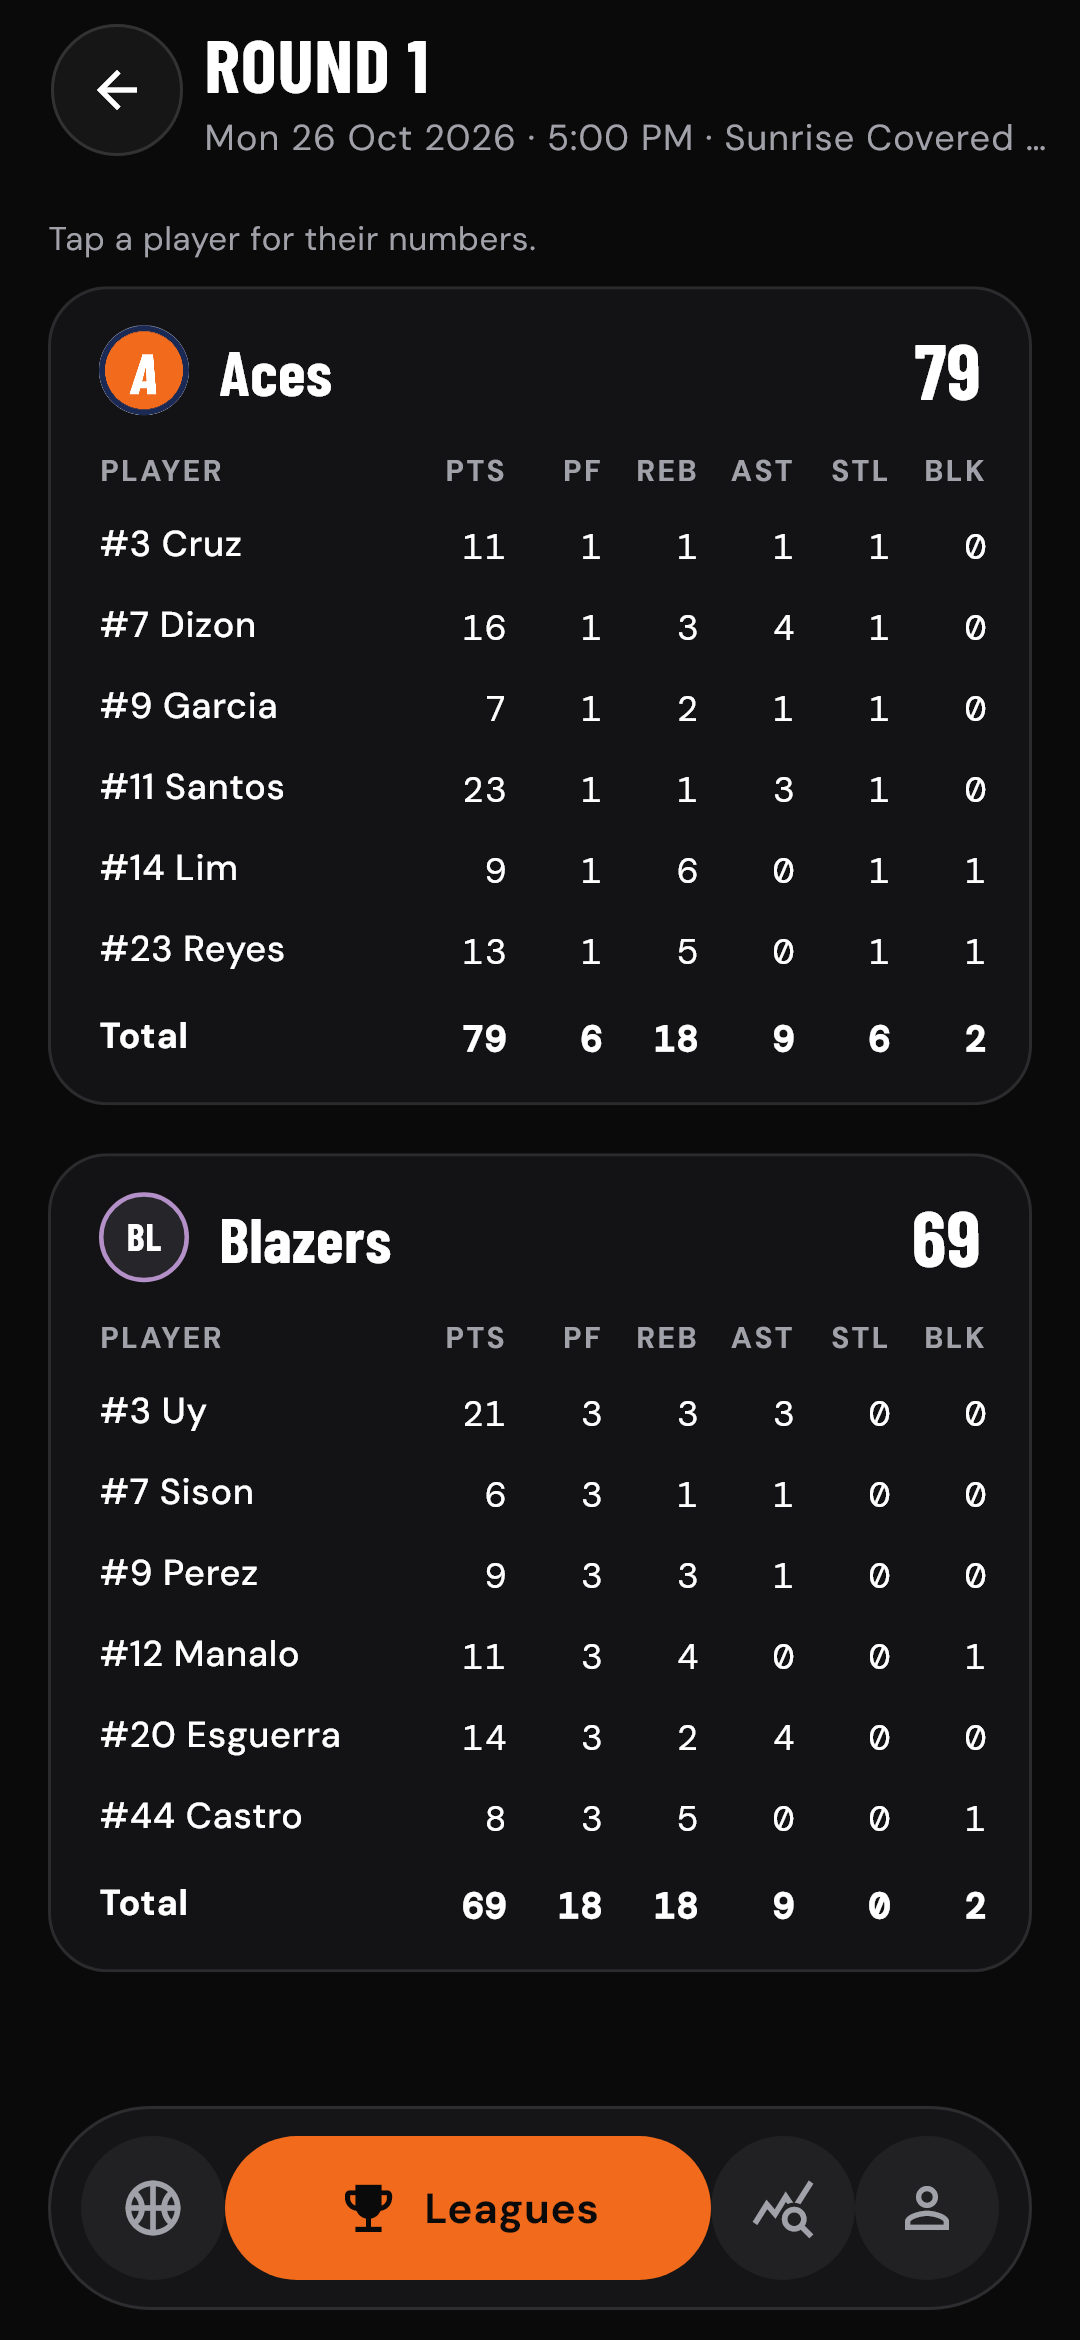 ROUND 1
Mon 26 Oct 2026 · 5:00 PM · Sunrise Covered ...
Tap a player for their numbers.
A Aces 79
PLAYER PTS PF REB AST STL BLK
#3 Cruz 11 1 1 1 1 0
#7 Dizon 16 1 3 4 1 0
#9 Garcia 7 1 2 1 1 0
#11 Santos 23 1 1 3 1 0
#14 Lim 9 1 6 0 1 1
#23 Reyes 13 1 5 0 1 1
Total 79 6 18 9 6 2
BL Blazers 69
PLAYER PTS PF REB AST STL BLK
#3 Uy 21 3 3 3 0 0
#7 Sison 6 3 1 1 0 0
#9 Perez 9 3 3 1 0 0
#12 Manalo 11 3 4 0 0 1
#20 Esguerra 14 3 2 4 0 0
#44 Castro 8 3 5 0 0 1
Total 69 18 18 9 0 2
Leagues